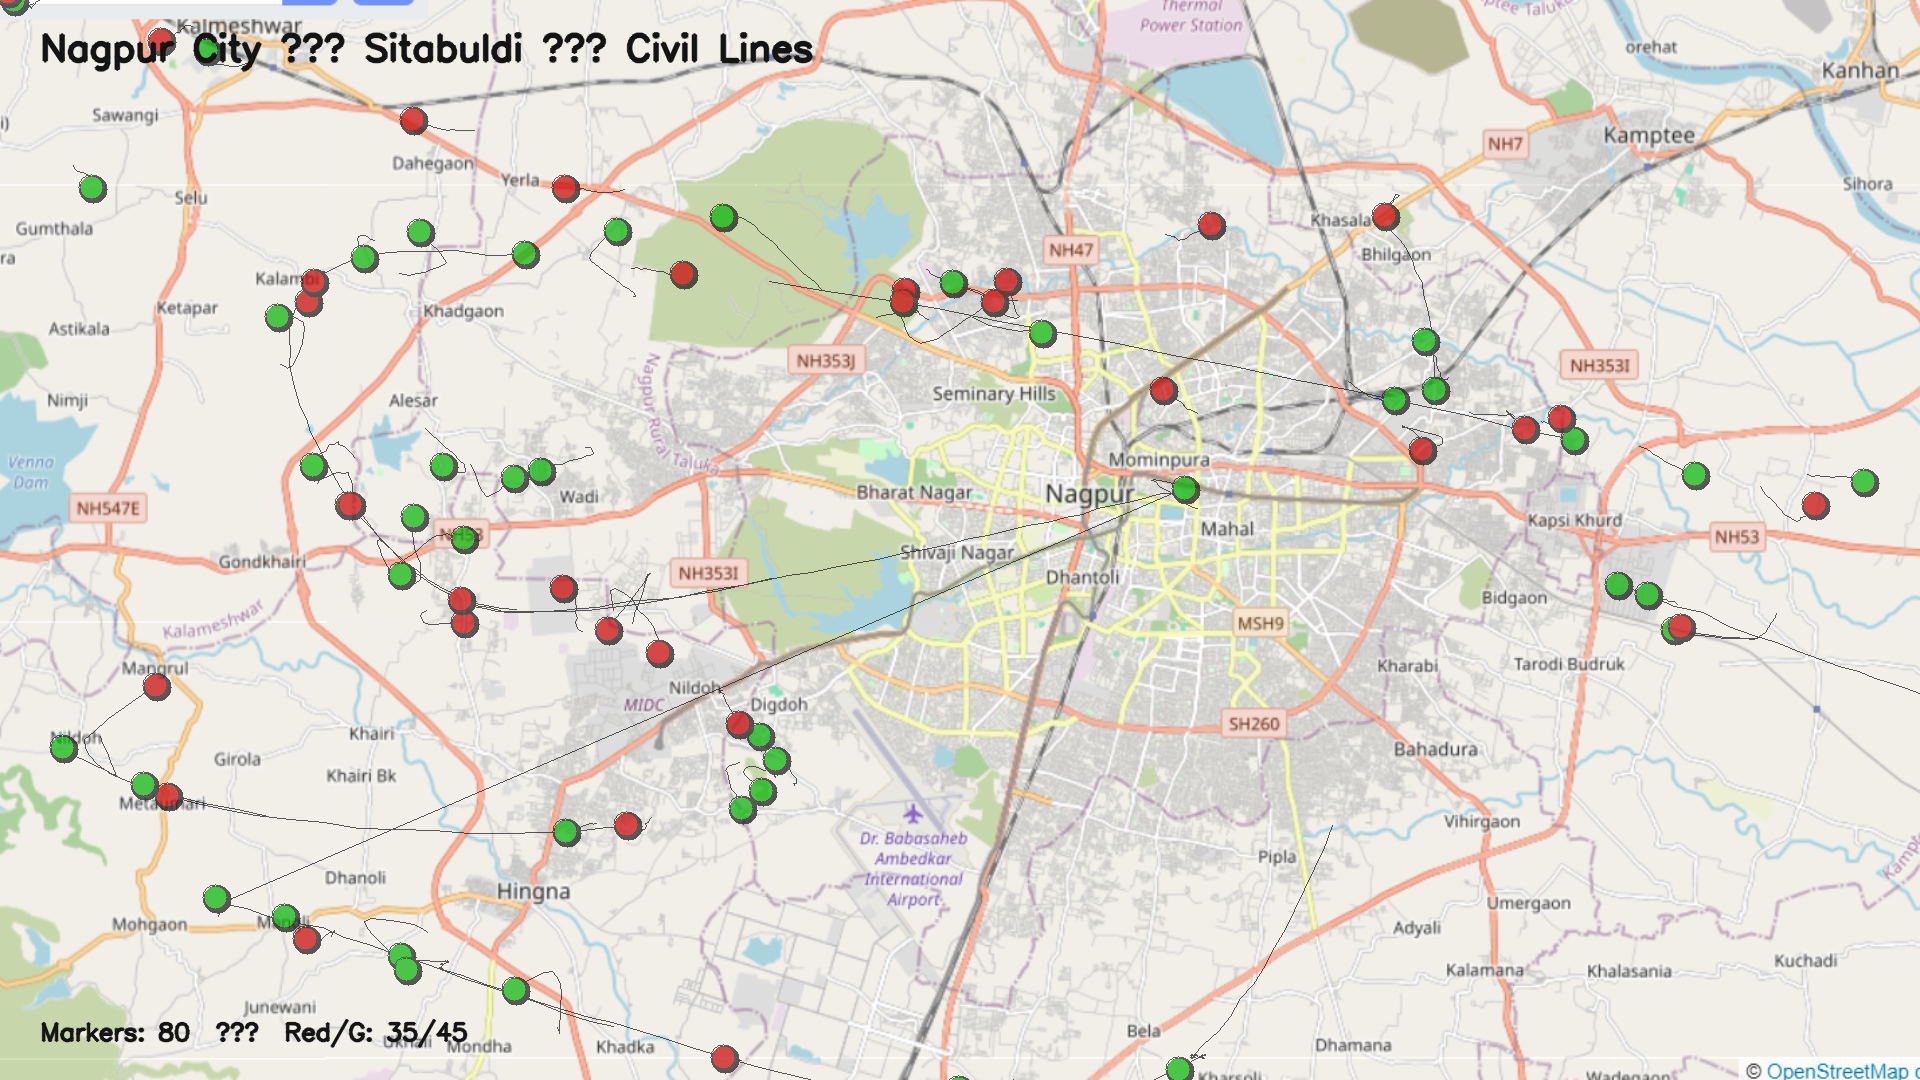 Kalmeshwar
Nagpur City ??? Sitabuldi ??? Civil Lines
Thermal
Power Station
orehat
Kanhan
Sawangi
NH7
Kamptee
Dahegaon
Yerla
Selu
Sihora
Gumthala
Khasala
NH47
Bhilgaon
Ketapar
Khadgaon
Astikala
NH353J
NH353I
Seminary Hills
Nimji
Alesar
Nagpur Rural Taluka
Mominpura
Venna
Dam
Wadi
Bharat Nagar
Nagpur
NH547E
Kapsi Khurd
Mahal
NH53
Gondkhairi
Shivaji Nagar
NH353I
Dhantoli
Bidgaon
Kalameshwar
MSH9
Mangrul
Kharabi
Tarodi Budruk
Nildoh
MIDC
Digdoh
SH260
Nildoh
Khairi
Bahadura
Girola
Khairi Bk
Vihirgaon
Dr. Babasaheb
Ambedkar
International
Airport
Pipla
Dhanoli
Hingna
Umergaon
Mohgaon
Adyali
Kalamana
Khalasania
Kuchadi
Junewani
Markers: 80 ??? Red/G: 35/45
Mondha
Khadka
Bela
Dhamana
Kharsoli
Wadegaon
© OpenStreetMap